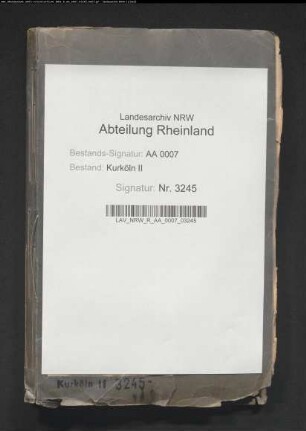 Landesarchiv NRW
Abteilung Rheinland
Bestands-Signatur: AA 0007
Bestand: Kurköln II
Signatur: Nr. 3245
LAV_NRW_R_AA_0007_03245
Kurköln II 3245